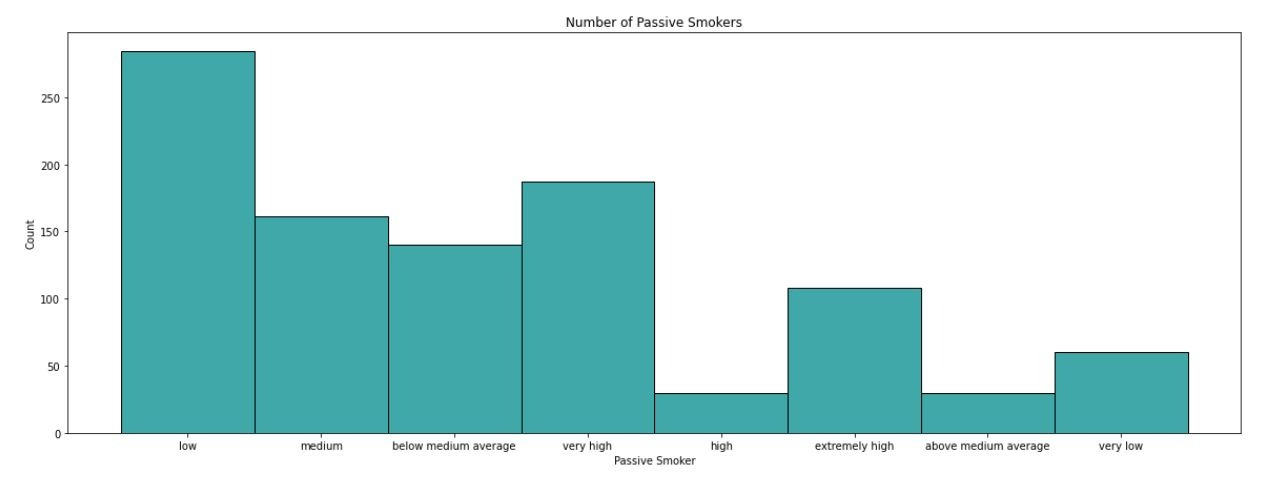 Number of Passive Smokers
250
200
150
100
50
0
Count
low medium below medium average very high high extremely high above medium average very low
Passive Smoker